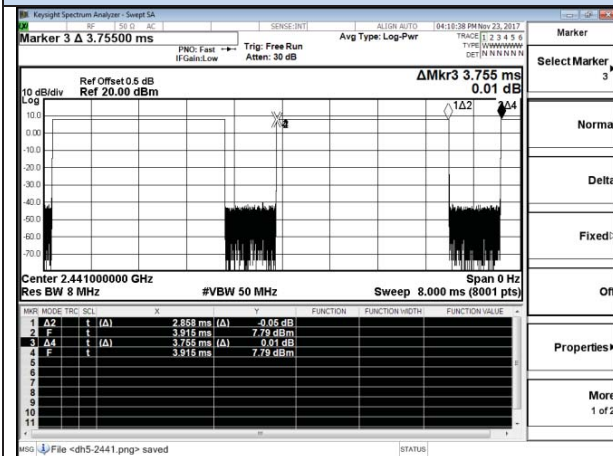 Keysight Spectrum Analyzer - Swept SA
RF 50 Ω AC SENSE:INT ALIGN AUTO 04:10:38 PM Nov 23, 2017
Marker 3 Δ 3.75500 ms
PNO: Fast
IFGain:Low
Trig: Free Run
Atten: 30 dB
Avg Type: Log-Pwr
TRACE 1 2 3 4 5 6
TYPE WWWWWW
DET N N N N N N
Ref Offset 0.5 dB
10 dB/div Ref 20.00 dBm
Log
ΔMkr3 3.755 ms
0.01 dB
1Δ2
3Δ4
10.0
0.00
-10.0
-20.0
-30.0
-40.0
-50.0
-60.0
-70.0
Center 2.441000000 GHz Span 0 Hz
Res BW 8 MHz #VBW 50 MHz Sweep 8.000 ms (8001 pts)
MKR MODE TRC SCL X Y FUNCTION FUNCTION WIDTH FUNCTION VALUE
1 Δ2 t (Δ) 2.858 ms (Δ) -0.05 dB
2 F t 3.915 ms 7.79 dBm
3 Δ4 t (Δ) 3.755 ms (Δ) 0.01 dB
4 F t 3.915 ms 7.79 dBm
5
6
7
8
9
10
11
MSG File <dh5-2441.png> saved STATUS
Marker
Select Marker
3
Norma
Delta
Fixed
Off
Properties
More
1 of 2